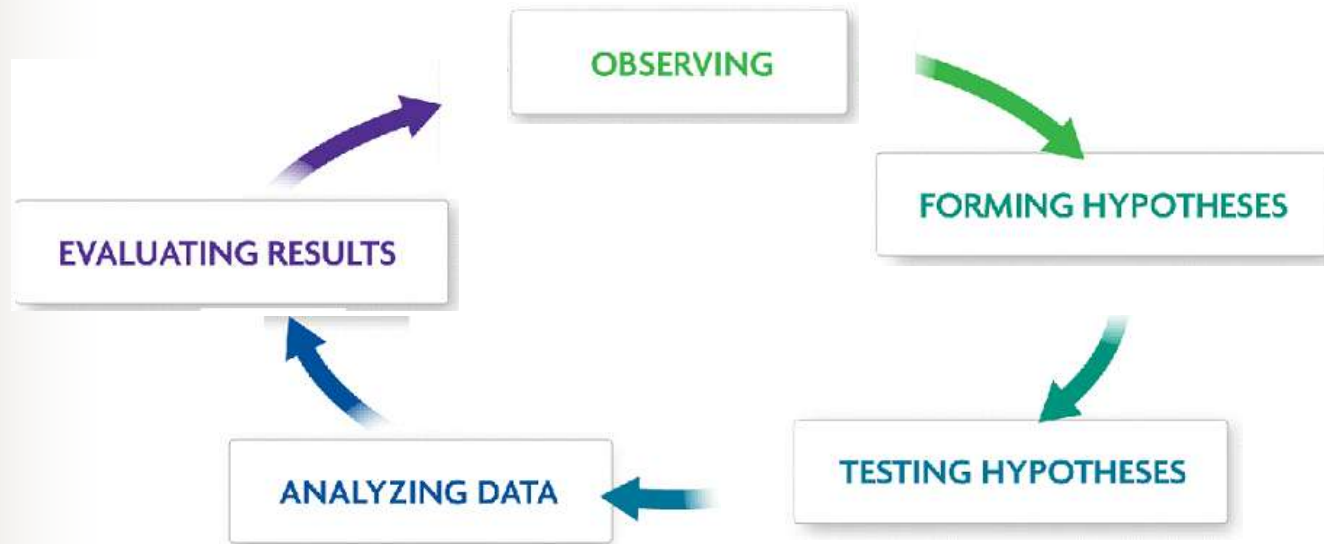 OBSERVING
FORMING HYPOTHESES
TESTING HYPOTHESES
ANALYZING DATA
EVALUATING RESULTS